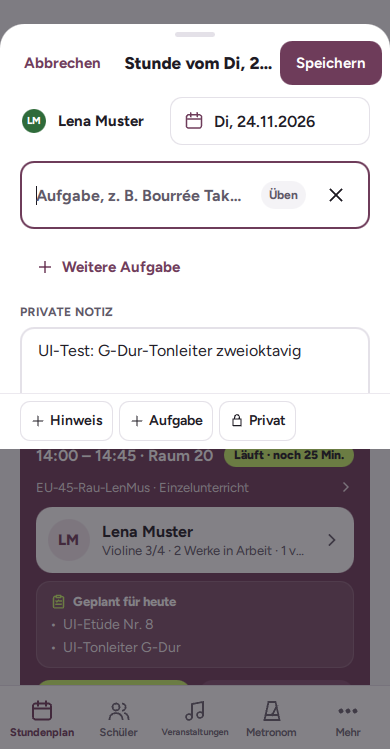 Abbrechen
Stunde vom Di, 2...
Speichern
LM
Lena Muster
Di, 24.11.2026
Aufgabe, z. B. Bourrée Tak...
Üben
Weitere Aufgabe
PRIVATE NOTIZ
UI-Test: G-Dur-Tonleiter zweioktavig
+ Hinweis
+ Aufgabe
Privat
14:00 – 14:45 · Raum 20
Läuft · noch 25 Min.
EU-45-Rau-LenMus · Einzelunterricht
LM
Lena Muster
Violine 3/4 · 2 Werke in Arbeit · 1 v...
Geplant für heute
• UI-Etüde Nr. 8
• UI-Tonleiter G-Dur
Stundenplan
Schüler
Veranstaltungen
Metronom
Mehr